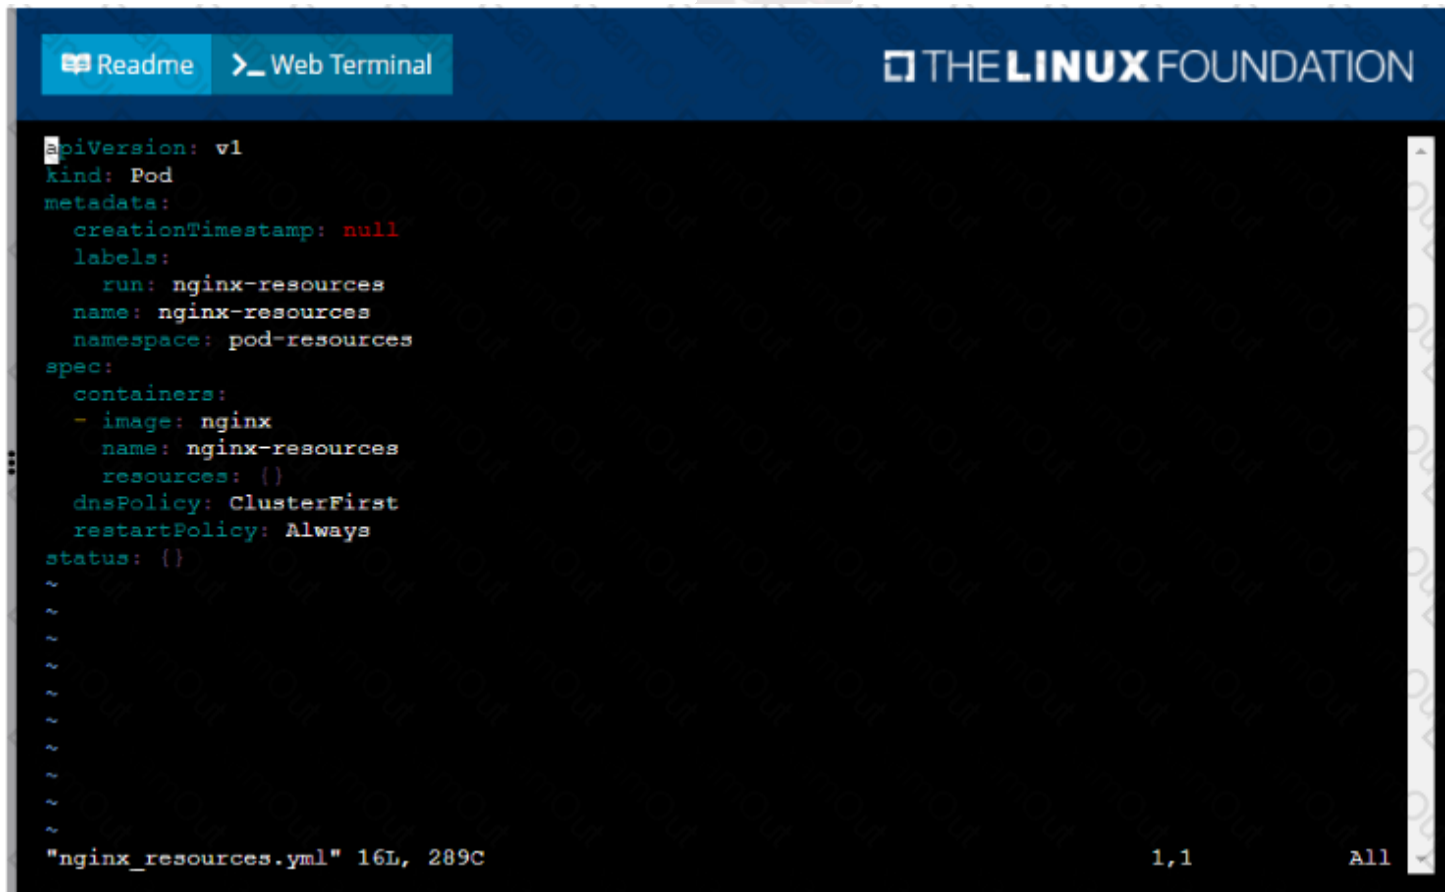 Readme
>_ Web Terminal
THE LINUX FOUNDATION
apiVersion: v1
kind: Pod
metadata:
  creationTimestamp: null
  labels:
    run: nginx-resources
  name: nginx-resources
  namespace: pod-resources
spec:
  containers:
  - image: nginx
    name: nginx-resources
    resources: {}
  dnsPolicy: ClusterFirst
  restartPolicy: Always
status: {}
~
~
~
~
~
~
~
~
~
~
"nginx_resources.yml" 16L, 289C 1,1 All